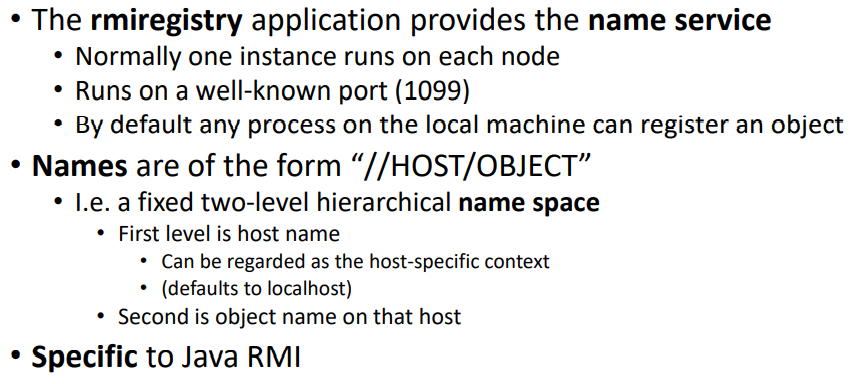 • The rmiregistry application provides the name service
• Normally one instance runs on each node
• Runs on a well-known port (1099)
• By default any process on the local machine can register an object
• Names are of the form “//HOST/OBJECT”
• I.e. a fixed two-level hierarchical name space
• First level is host name
• Can be regarded as the host-specific context
• (defaults to localhost)
• Second is object name on that host
• Specific to Java RMI